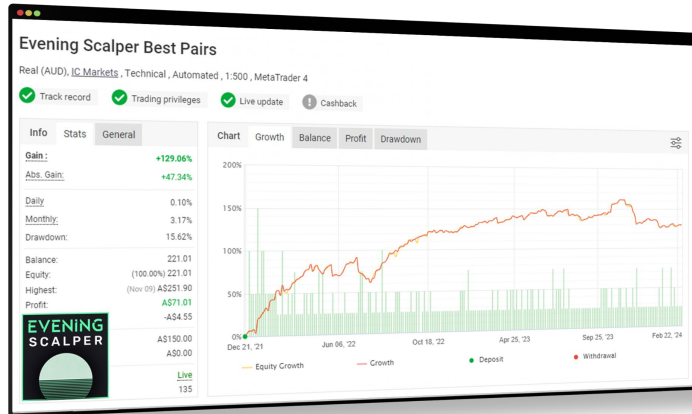 Evening Scalper Best Pairs
Real (AUD), IC Markets , Technical , Automated , 1:500 , MetaTrader 4
Track record
Trading privileges
Live update
Cashback
Info Stats General
Gain : +129.06%
Abs. Gain: +47.34%
Daily 0.10%
Monthly: 3.17%
Drawdown: 15.62%
Balance: 221.01
Equity: (100.00%) 221.01
Highest: (Nov 09) A$251.90
Profit: A$71.01
-A$4.55
A$150.00
A$0.00
Live
135
EVENING
SCALPER
Chart Growth Balance Profit Drawdown
200%
150%
100%
50%
0%
Dec 21, '21 Jun 06, '22 Oct 18, '22 Apr 25, '23 Sep 25, '23 Feb 22, '24
Equity Growth Growth Deposit Withdrawal